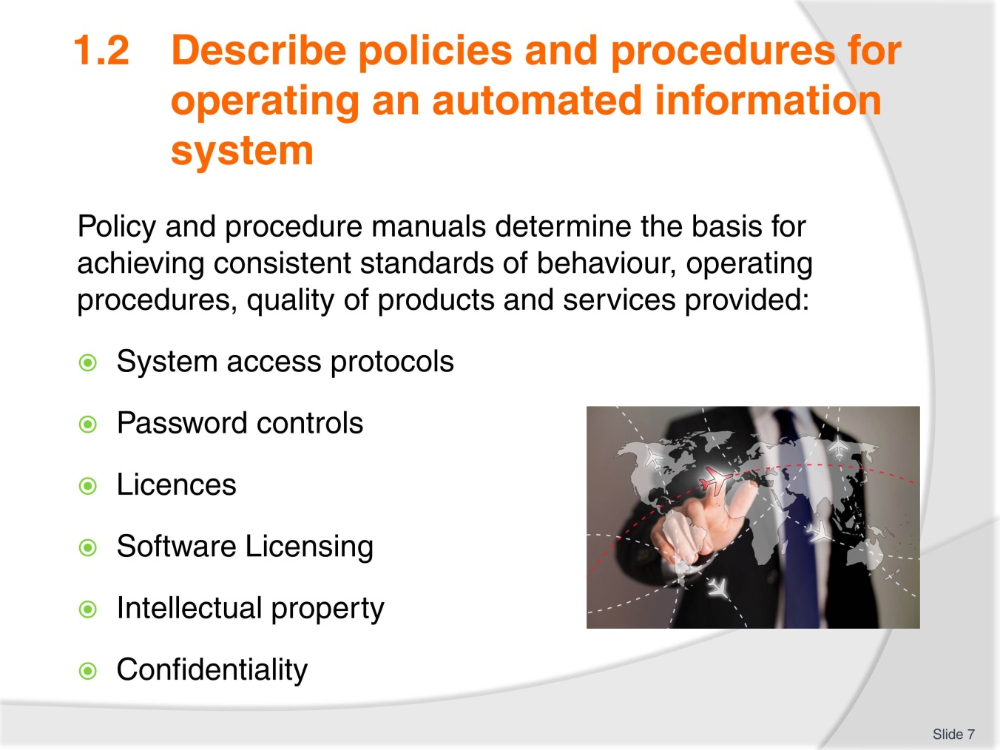 1.2 Describe policies and procedures for
operating an automated information
system
Policy and procedure manuals determine the basis for
achieving consistent standards of behaviour, operating
procedures, quality of products and services provided:
System access protocols
Password controls
Licences
Software Licensing
Intellectual property
Confidentiality
Slide 7